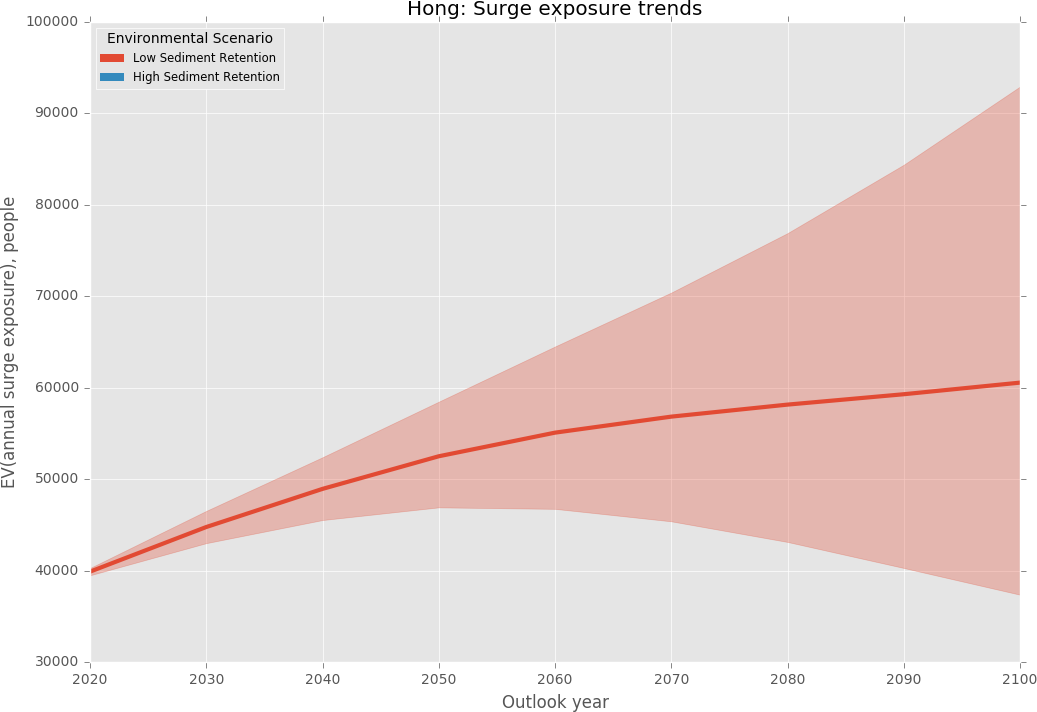 Hong: Surge exposure trends
100000
90000
80000
70000
60000
50000
40000
30000
EV(annual surge exposure), people
Environmental Scenario
Low Sediment Retention
High Sediment Retention
2020 2030 2040 2050 2060 2070 2080 2090 2100
Outlook year